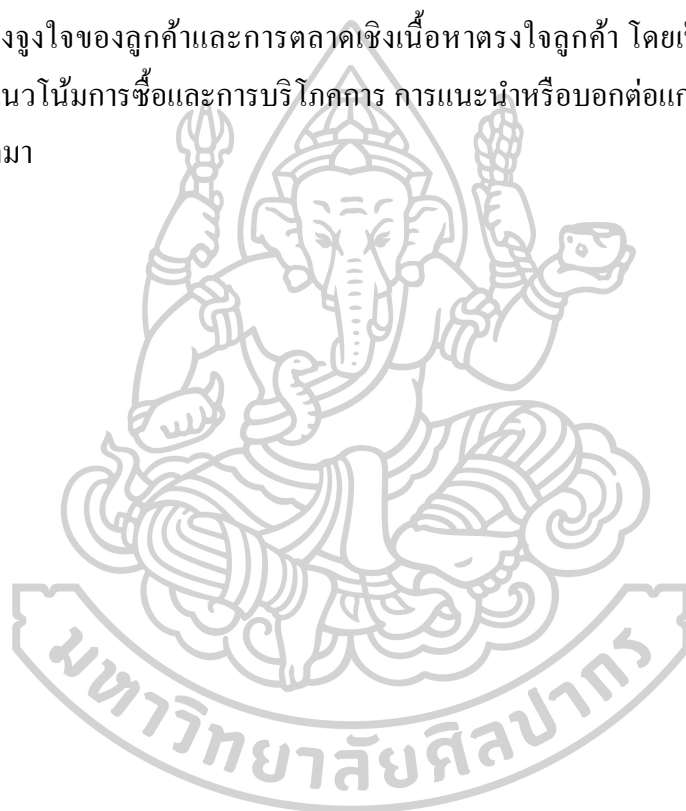 งจูงใจของลูกค้าและการตลาดเชิงเนื้อหาตรงใจลูกค้า
นวโน้มการซื้อและการบริโภคการ การแนะนำหรือบอกต่อแก
มา
มหาวิทยาลัยศิลปากร